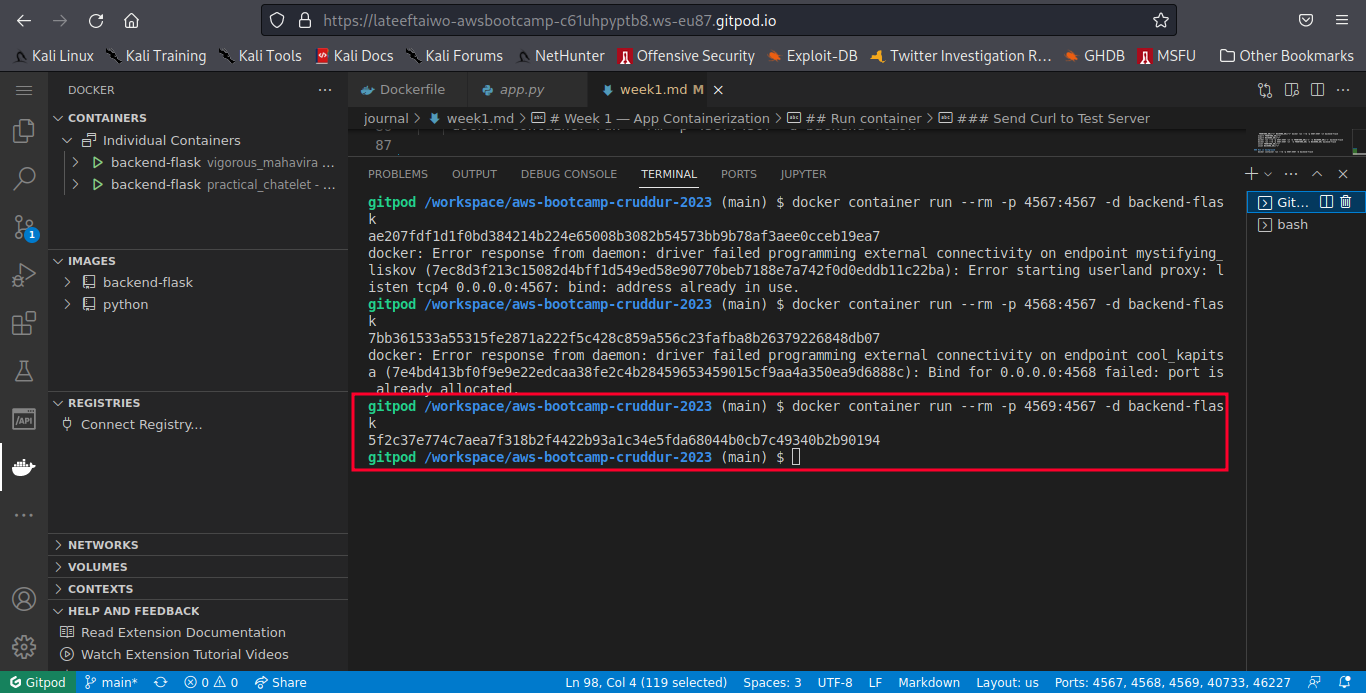 https://lateeftaiwo-awsbootcamp-c61uhpyptb8.ws-eu87.gitpod.io
Kali Linux Kali Training Kali Tools Kali Docs Kali Forums NetHunter Offensive Security Exploit-DB Twitter Investigation R... GHDB MSFU Other Bookmarks
DOCKER ...
CONTAINERS
Individual Containers
backend-flask vigorous_mahavira ...
backend-flask practical_chatelet - ...
IMAGES
backend-flask
python
REGISTRIES
Connect Registry...
NETWORKS
VOLUMES
CONTEXTS
HELP AND FEEDBACK
Read Extension Documentation
Watch Extension Tutorial Videos
1
/API
Dockerfile app.py week1.md M
journal > week1.md > # Week 1 — App Containerization > ## Run container > ### Send Curl to Test Server
87
PROBLEMS OUTPUT DEBUG CONSOLE TERMINAL PORTS JUPYTER
gitpod /workspace/aws-bootcamp-cruddur-2023 (main) $ docker container run --rm -p 4567:4567 -d backend-flas
k
ae207fdf1d1f0bd384214b224e65008b3082b54573bb9b78af3aee0cceb19ea7
docker: Error response from daemon: driver failed programming external connectivity on endpoint mystifying_
liskov (7ec8d3f213c15082d4bff1d549ed58e90770beb7188e7a742f0d0eddb11c22ba): Error starting userland proxy: l
isten tcp4 0.0.0.0:4567: bind: address already in use.
gitpod /workspace/aws-bootcamp-cruddur-2023 (main) $ docker container run --rm -p 4568:4567 -d backend-flas
k
7bb361533a55315fe2871a222f5c428c859a556c23fafba8b26379226848db07
docker: Error response from daemon: driver failed programming external connectivity on endpoint cool_kapits
a (7e4bd413bf0f9e9e22edcaa38fe2c4b28459653459015cf9aa4a350ea9d6888c): Bind for 0.0.0.0:4568 failed: port is
already allocated.
gitpod /workspace/aws-bootcamp-cruddur-2023 (main) $ docker container run --rm -p 4569:4567 -d backend-flas
k
5f2c37e774c7aea7f318b2f4422b93a1c34e5fda68044b0cb7c49340b2b90194
gitpod /workspace/aws-bootcamp-cruddur-2023 (main) $
Git...
bash
Gitpod main* 0 0 Share Ln 98, Col 4 (119 selected) Spaces: 3 UTF-8 LF Markdown Layout: us Ports: 4567, 4568, 4569, 40733, 46227